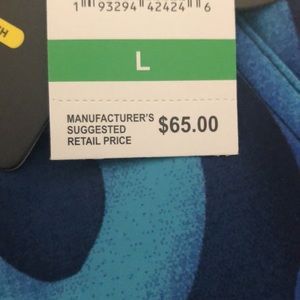 1 93294 42424 6
L
MANUFACTURER'S
SUGGESTED
RETAIL PRICE
$65.00